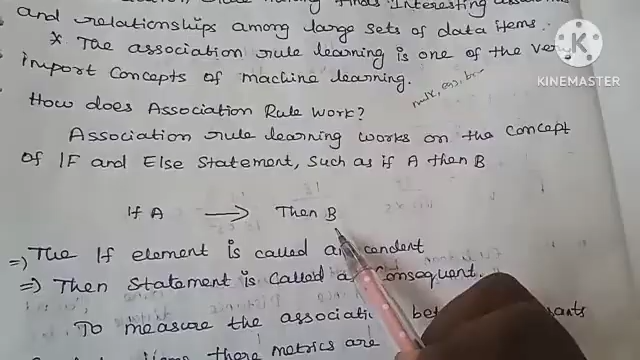 and relationships among large sets of data items.
* The association rule learning is one of the very
import concepts of machine learning.
How does Association Rule work?
Association rule learning works on the concept
of IF and Else Statement, such as if A then B
If A → Then B
=) The If element is called an cendent
=) Then Statement is called a Consequent.
To measure the associatio
these metrics are
KINEMASTER